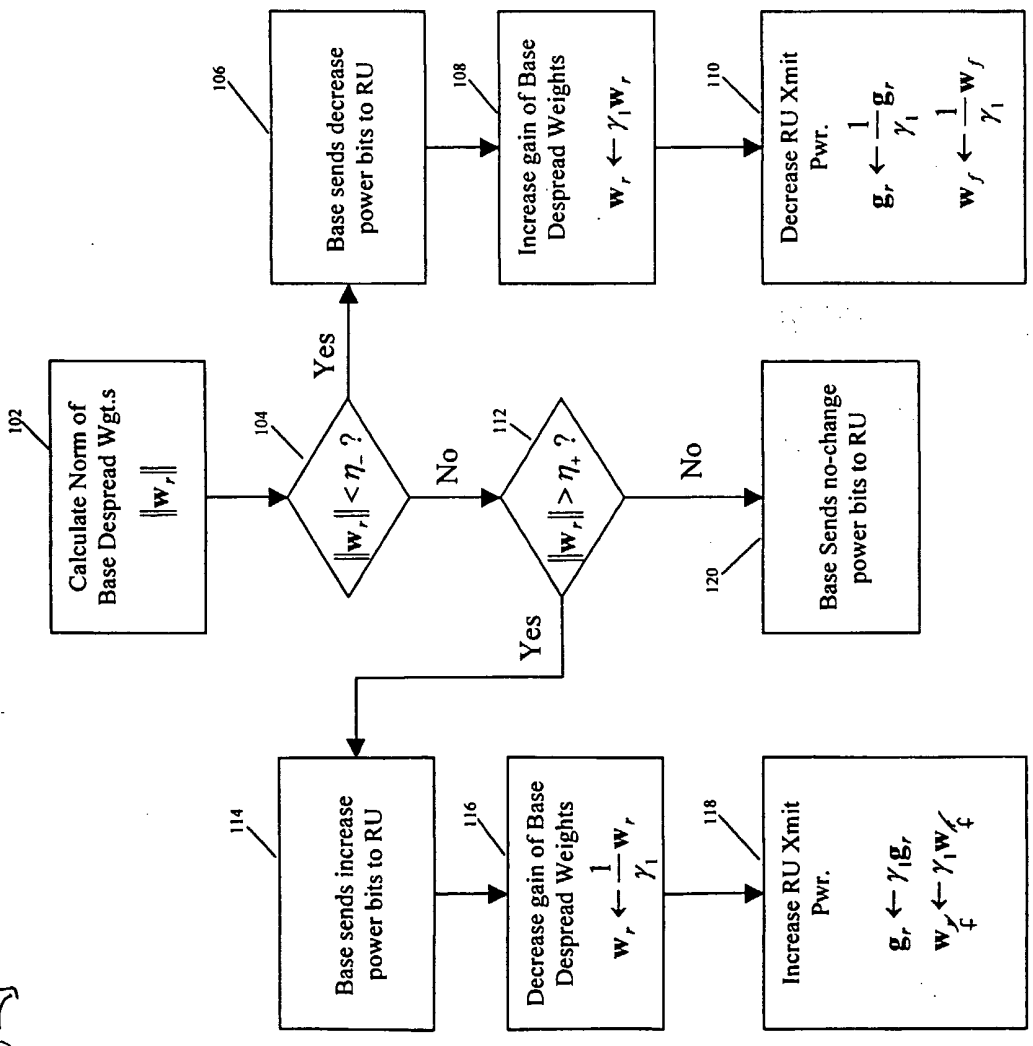 102
Calculate Norm of
Base Despread Wgt.s
‖w_r‖
104
‖w_r‖ < η_- ?
Yes
No
106
Base sends decrease
power bits to RU
108
Increase gain of Base
Despread Weights
w_r ← γ_1 w_r
110
Decrease RU Xmit
Pwr.
g_r ← 1/γ_1 g_r
w_f ← 1/γ_1 w_f
112
‖w_r‖ > η_+ ?
Yes
No
114
Base sends increase
power bits to RU
116
Decrease gain of Base
Despread Weights
w_r ← 1/γ_1 w_r
118
Increase RU Xmit
Pwr.
g_r ← γ_1 g_r
w_f ← γ_1 w_f
120
Base Sends no-change
power bits to RU